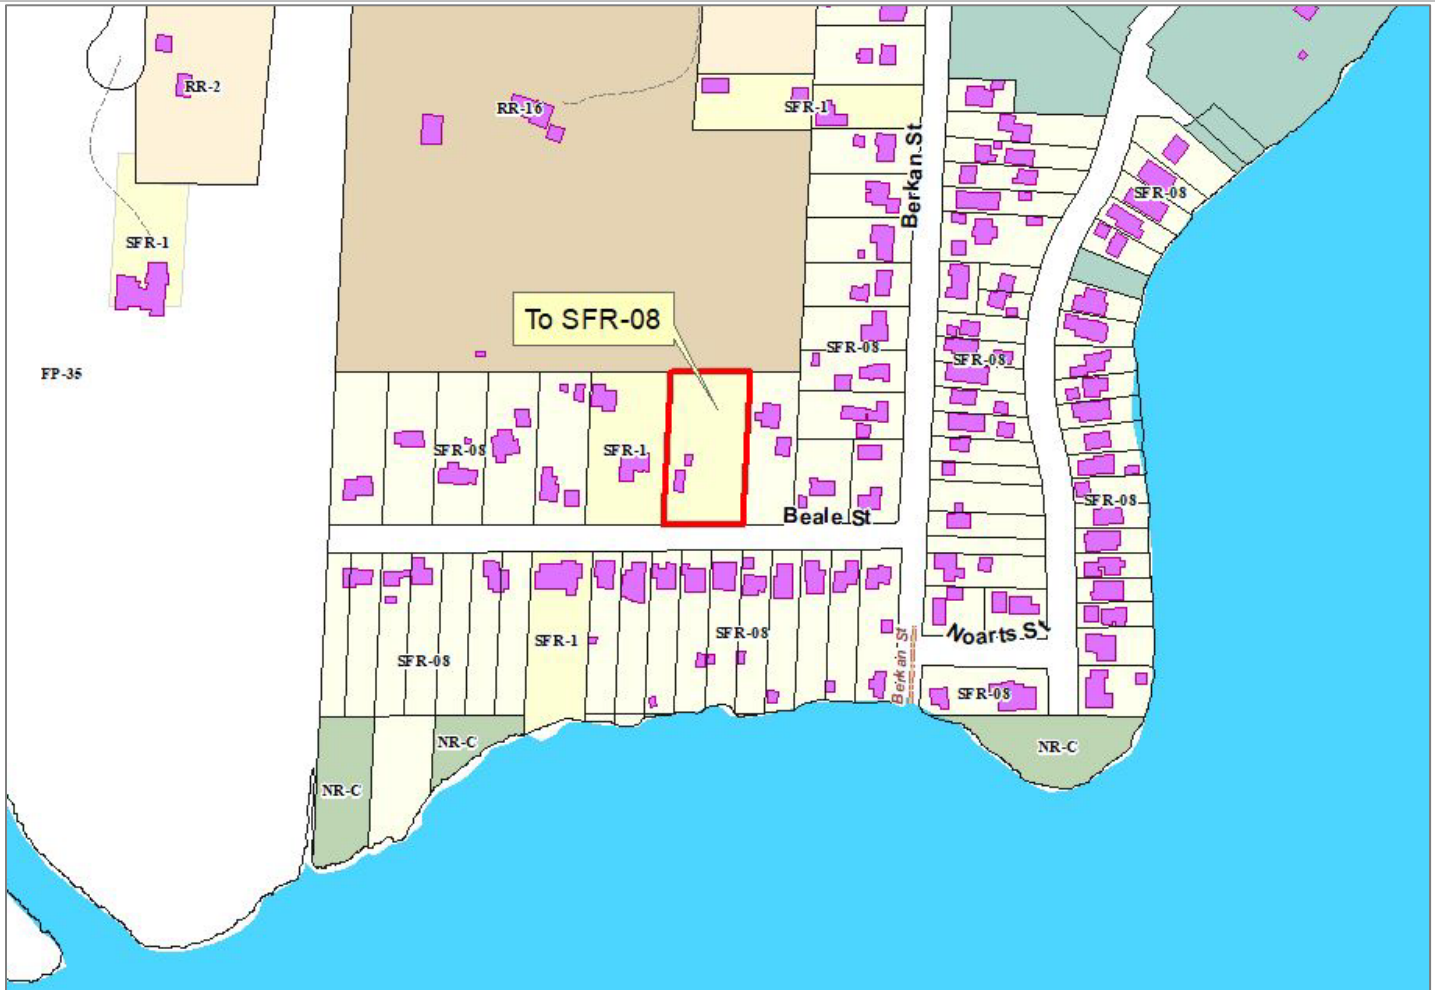 RR-2
RR-16
SFR-1
Berkan St
SFR-08
SFR-1
To SFR-08
SFR-08
SFR-08
FP-35
SFR-08
SFR-1
SFR-08
Beale St
SFR-1
SFR-08
SFR-08
Noarts St
Berkan St
SFR-08
NR-C
NR-C
NR-C